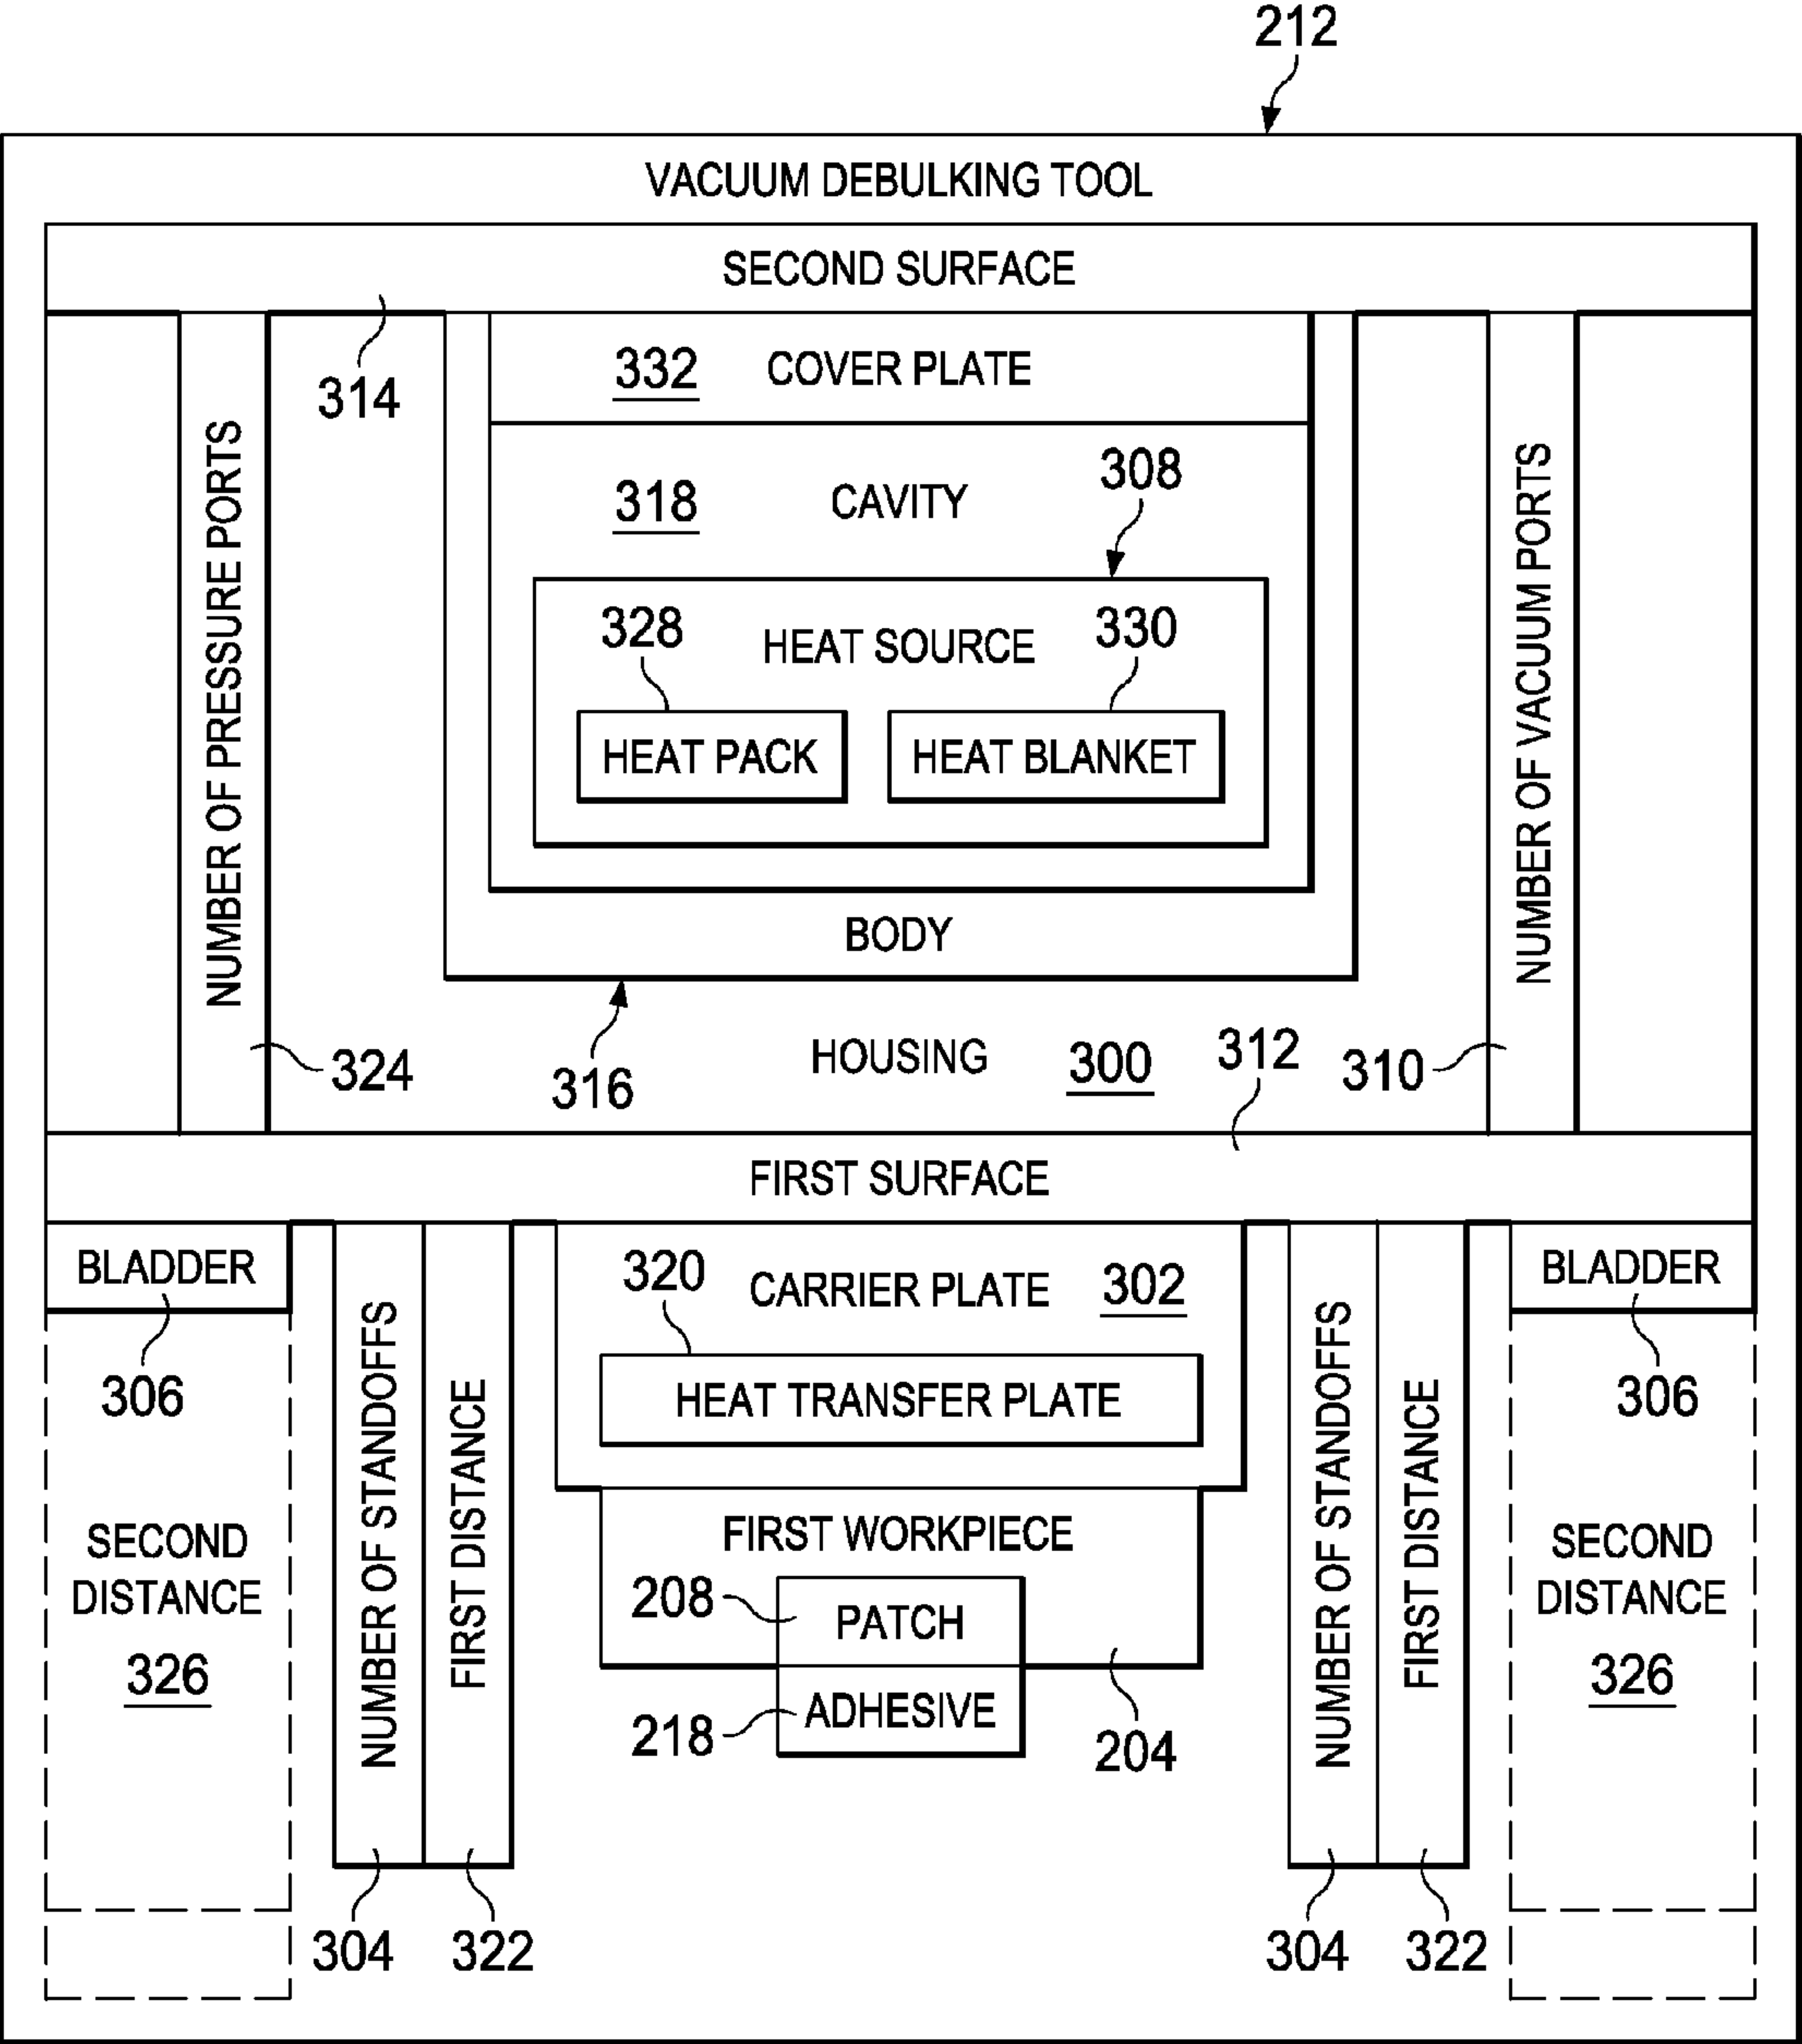 212
VACUUM DEBULKING TOOL
SECOND SURFACE
314
332 COVER PLATE
NUMBER OF PRESSURE PORTS
324
318 CAVITY
308
328 HEAT SOURCE 330
HEAT PACK HEAT BLANKET
BODY
316
NUMBER OF VACUUM PORTS
310
HOUSING 300
312
FIRST SURFACE
BLADDER
306
SECOND
DISTANCE
326
NUMBER OF STANDOFFS
304
FIRST DISTANCE
322
320 CARRIER PLATE 302
HEAT TRANSFER PLATE
FIRST WORKPIECE
208 PATCH
218 ADHESIVE
204
NUMBER OF STANDOFFS
304
FIRST DISTANCE
322
BLADDER
306
SECOND
DISTANCE
326